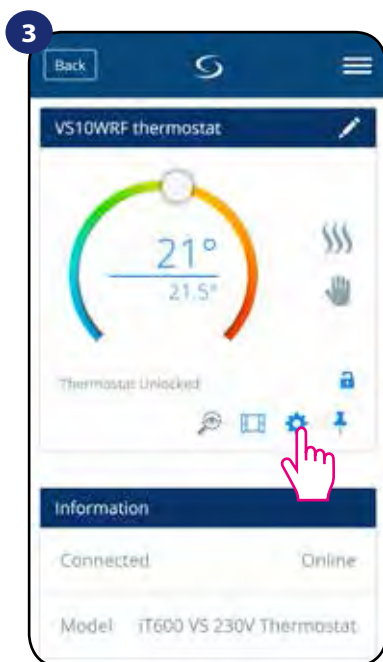 3
Back
VS10WRF thermostat
21°
21.5°
Thermostat Unlocked
Information
Connected Online
Model iT600 VS 230V Thermostat